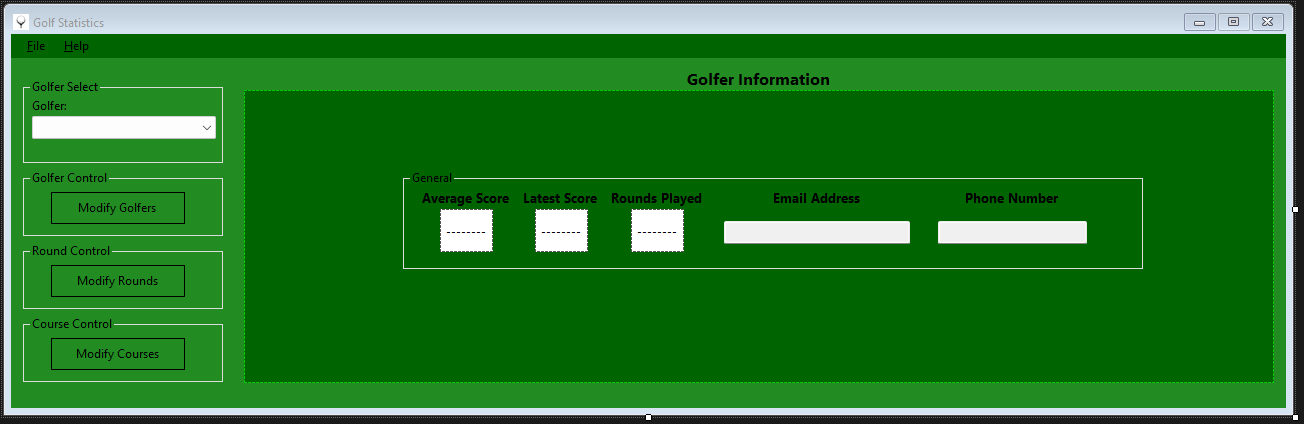 Golf Statistics
File Help
Golfer Select
Golfer:
Golfer Control
Modify Golfers
Round Control
Modify Rounds
Course Control
Modify Courses
Golfer Information
General
Average Score Latest Score Rounds Played Email Address Phone Number
-------- -------- --------